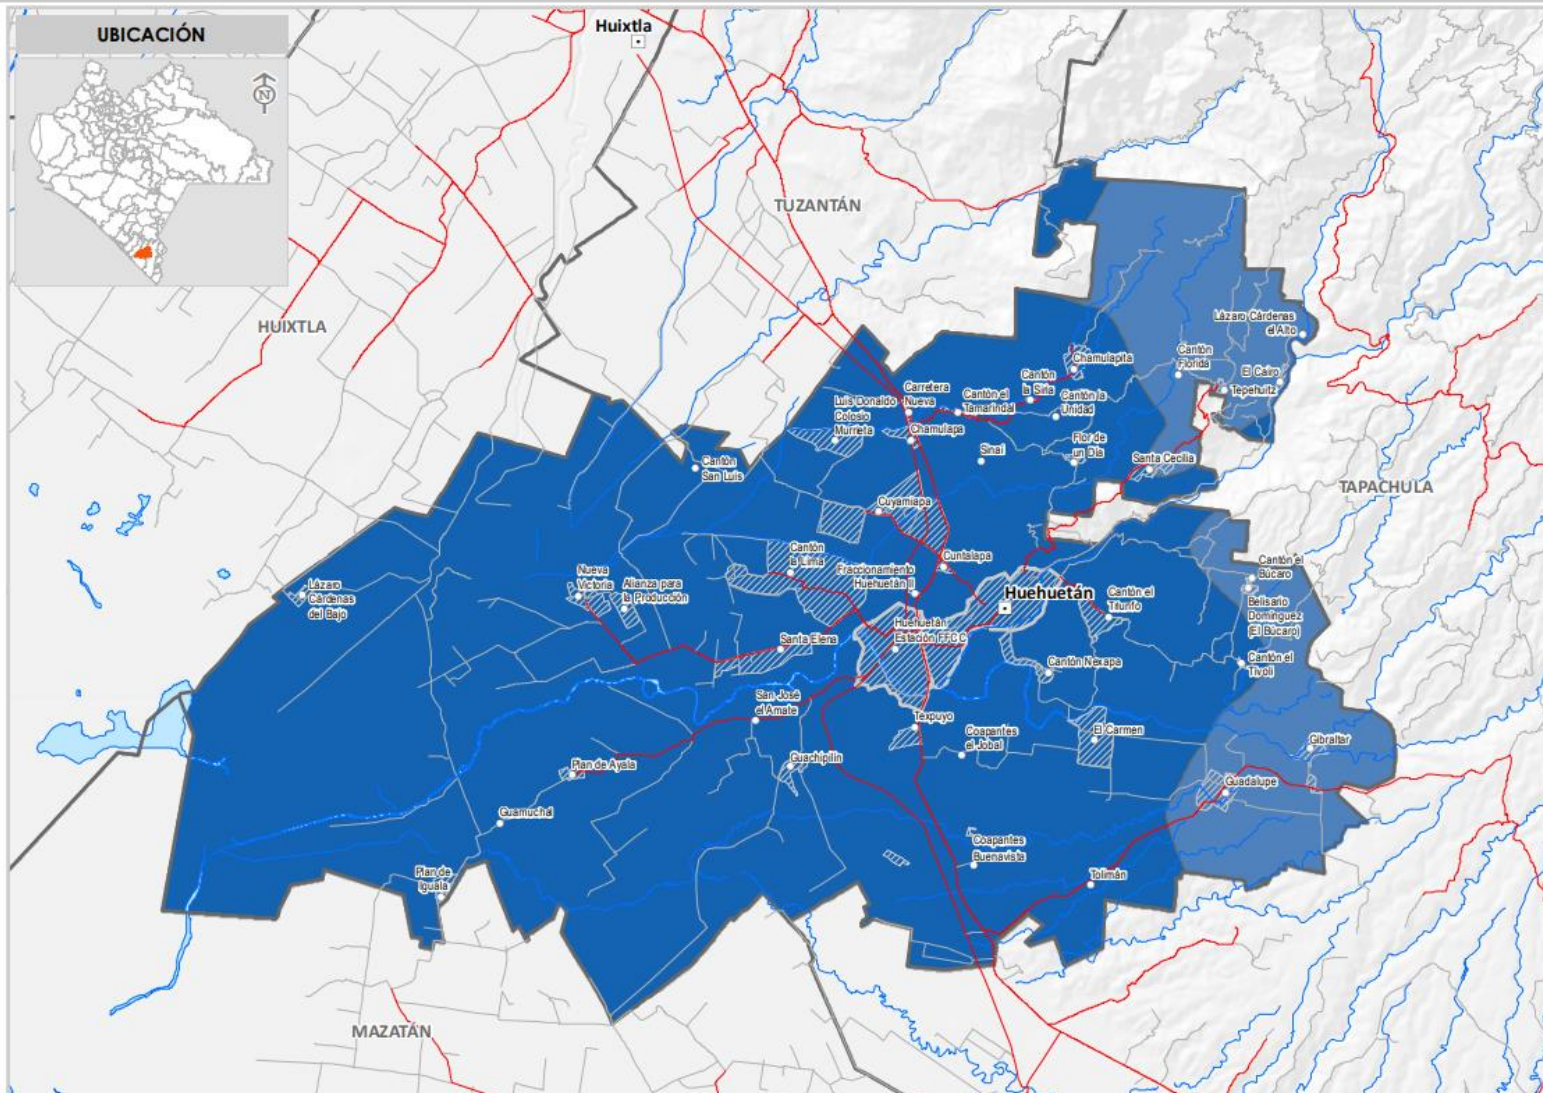 UBICACIÓN
N
Huixtla
TUZANTÁN
HUIXTLA
Lázaro Cárdenas
el Alto
Cantón
Florida
El Cairo
Tepehuitz
Chamulapita
Cantón
la Siria
Carretera
Nueva
Cantón el
Tamarindal
Cantón la
Unidad
Luis Donaldo
Colosio
Murrieta
Chamulapa
Sinaí
Flor de
un Día
Santa Cecilia
TAPACHULA
Cantón
San Luis
Cuyamiapa
Cantón
la Lima
Cuntalapa
Fraccionamiento
Huehuetán II
Huehuetán
Cantón el
Búcaro
Belisario
Domínguez
(El Búcaro)
Nueva
Victoria
Alianza para
la Producción
Lázaro
Cárdenas
del Bajo
Cantón el
Titunfo
Huehuetán
Estación FFCC
Santa Elena
Cantón Nexapa
Cantón el
Tívoli
San José
el Amate
Texpuyo
Coapantes
el Jobal
El Carmen
Gibraltar
Plan de Ayala
Guachipilín
Guadalupe
Guamuchal
Coapantes
Buenavista
Plan de
Iguala
Tolimán
MAZATÁN